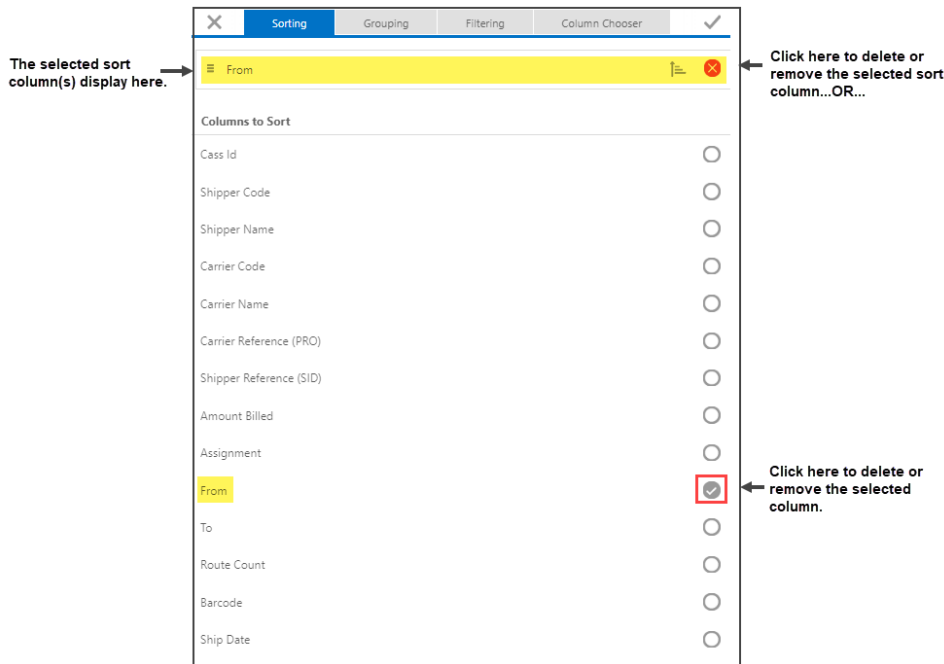 Sorting Grouping Filtering Column Chooser
The selected sort
column(s) display here.
From
Click here to delete or
remove the selected sort
column...OR...
Columns to Sort
Cass Id
Shipper Code
Shipper Name
Carrier Code
Carrier Name
Carrier Reference (PRO)
Shipper Reference (SID)
Amount Billed
Assignment
From
Click here to delete or
remove the selected
column.
To
Route Count
Barcode
Ship Date